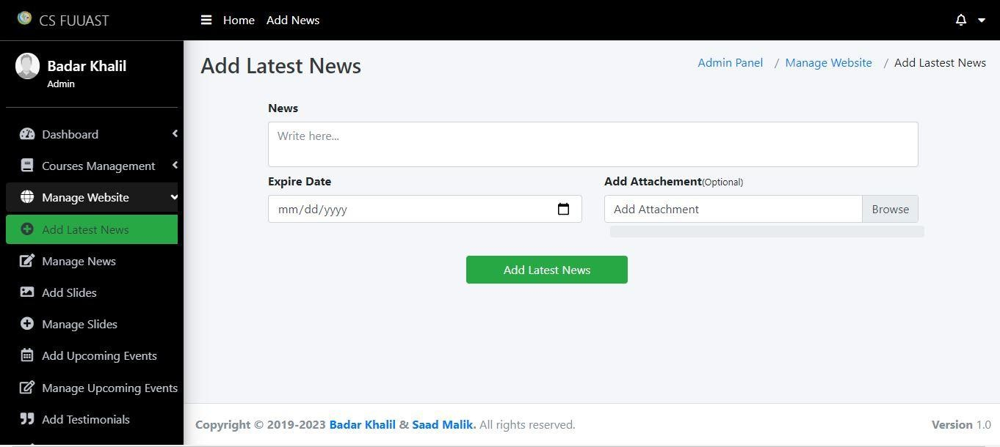 CS FUUAST
Home Add News
Badar Khalil
Admin
Dashboard
Courses Management
Manage Website
Add Latest News
Manage News
Add Slides
Manage Slides
Add Upcoming Events
Manage Upcoming Events
Add Testimonials
Add Latest News
Admin Panel / Manage Website / Add Lastest News
News
Write here...
Expire Date
mm/dd/yyyy
Add Attachement(Optional)
Add Attachment Browse
Add Latest News
Copyright © 2019-2023 Badar Khalil & Saad Malik. All rights reserved.
Version 1.0